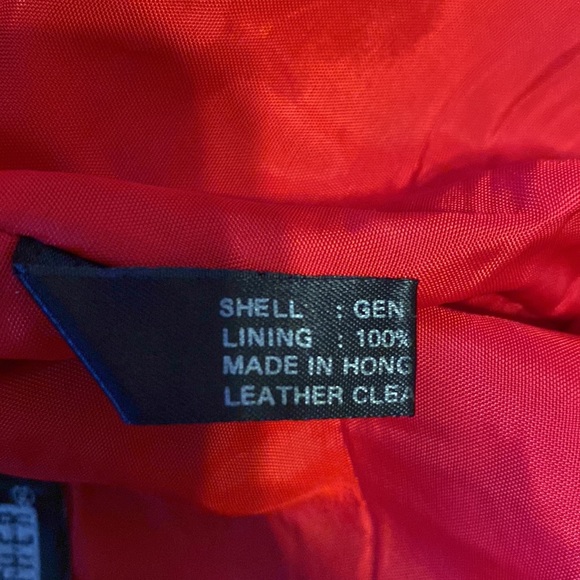 SHELL : GEN
LINING : 100%
MADE IN HONG
LEATHER CLEA